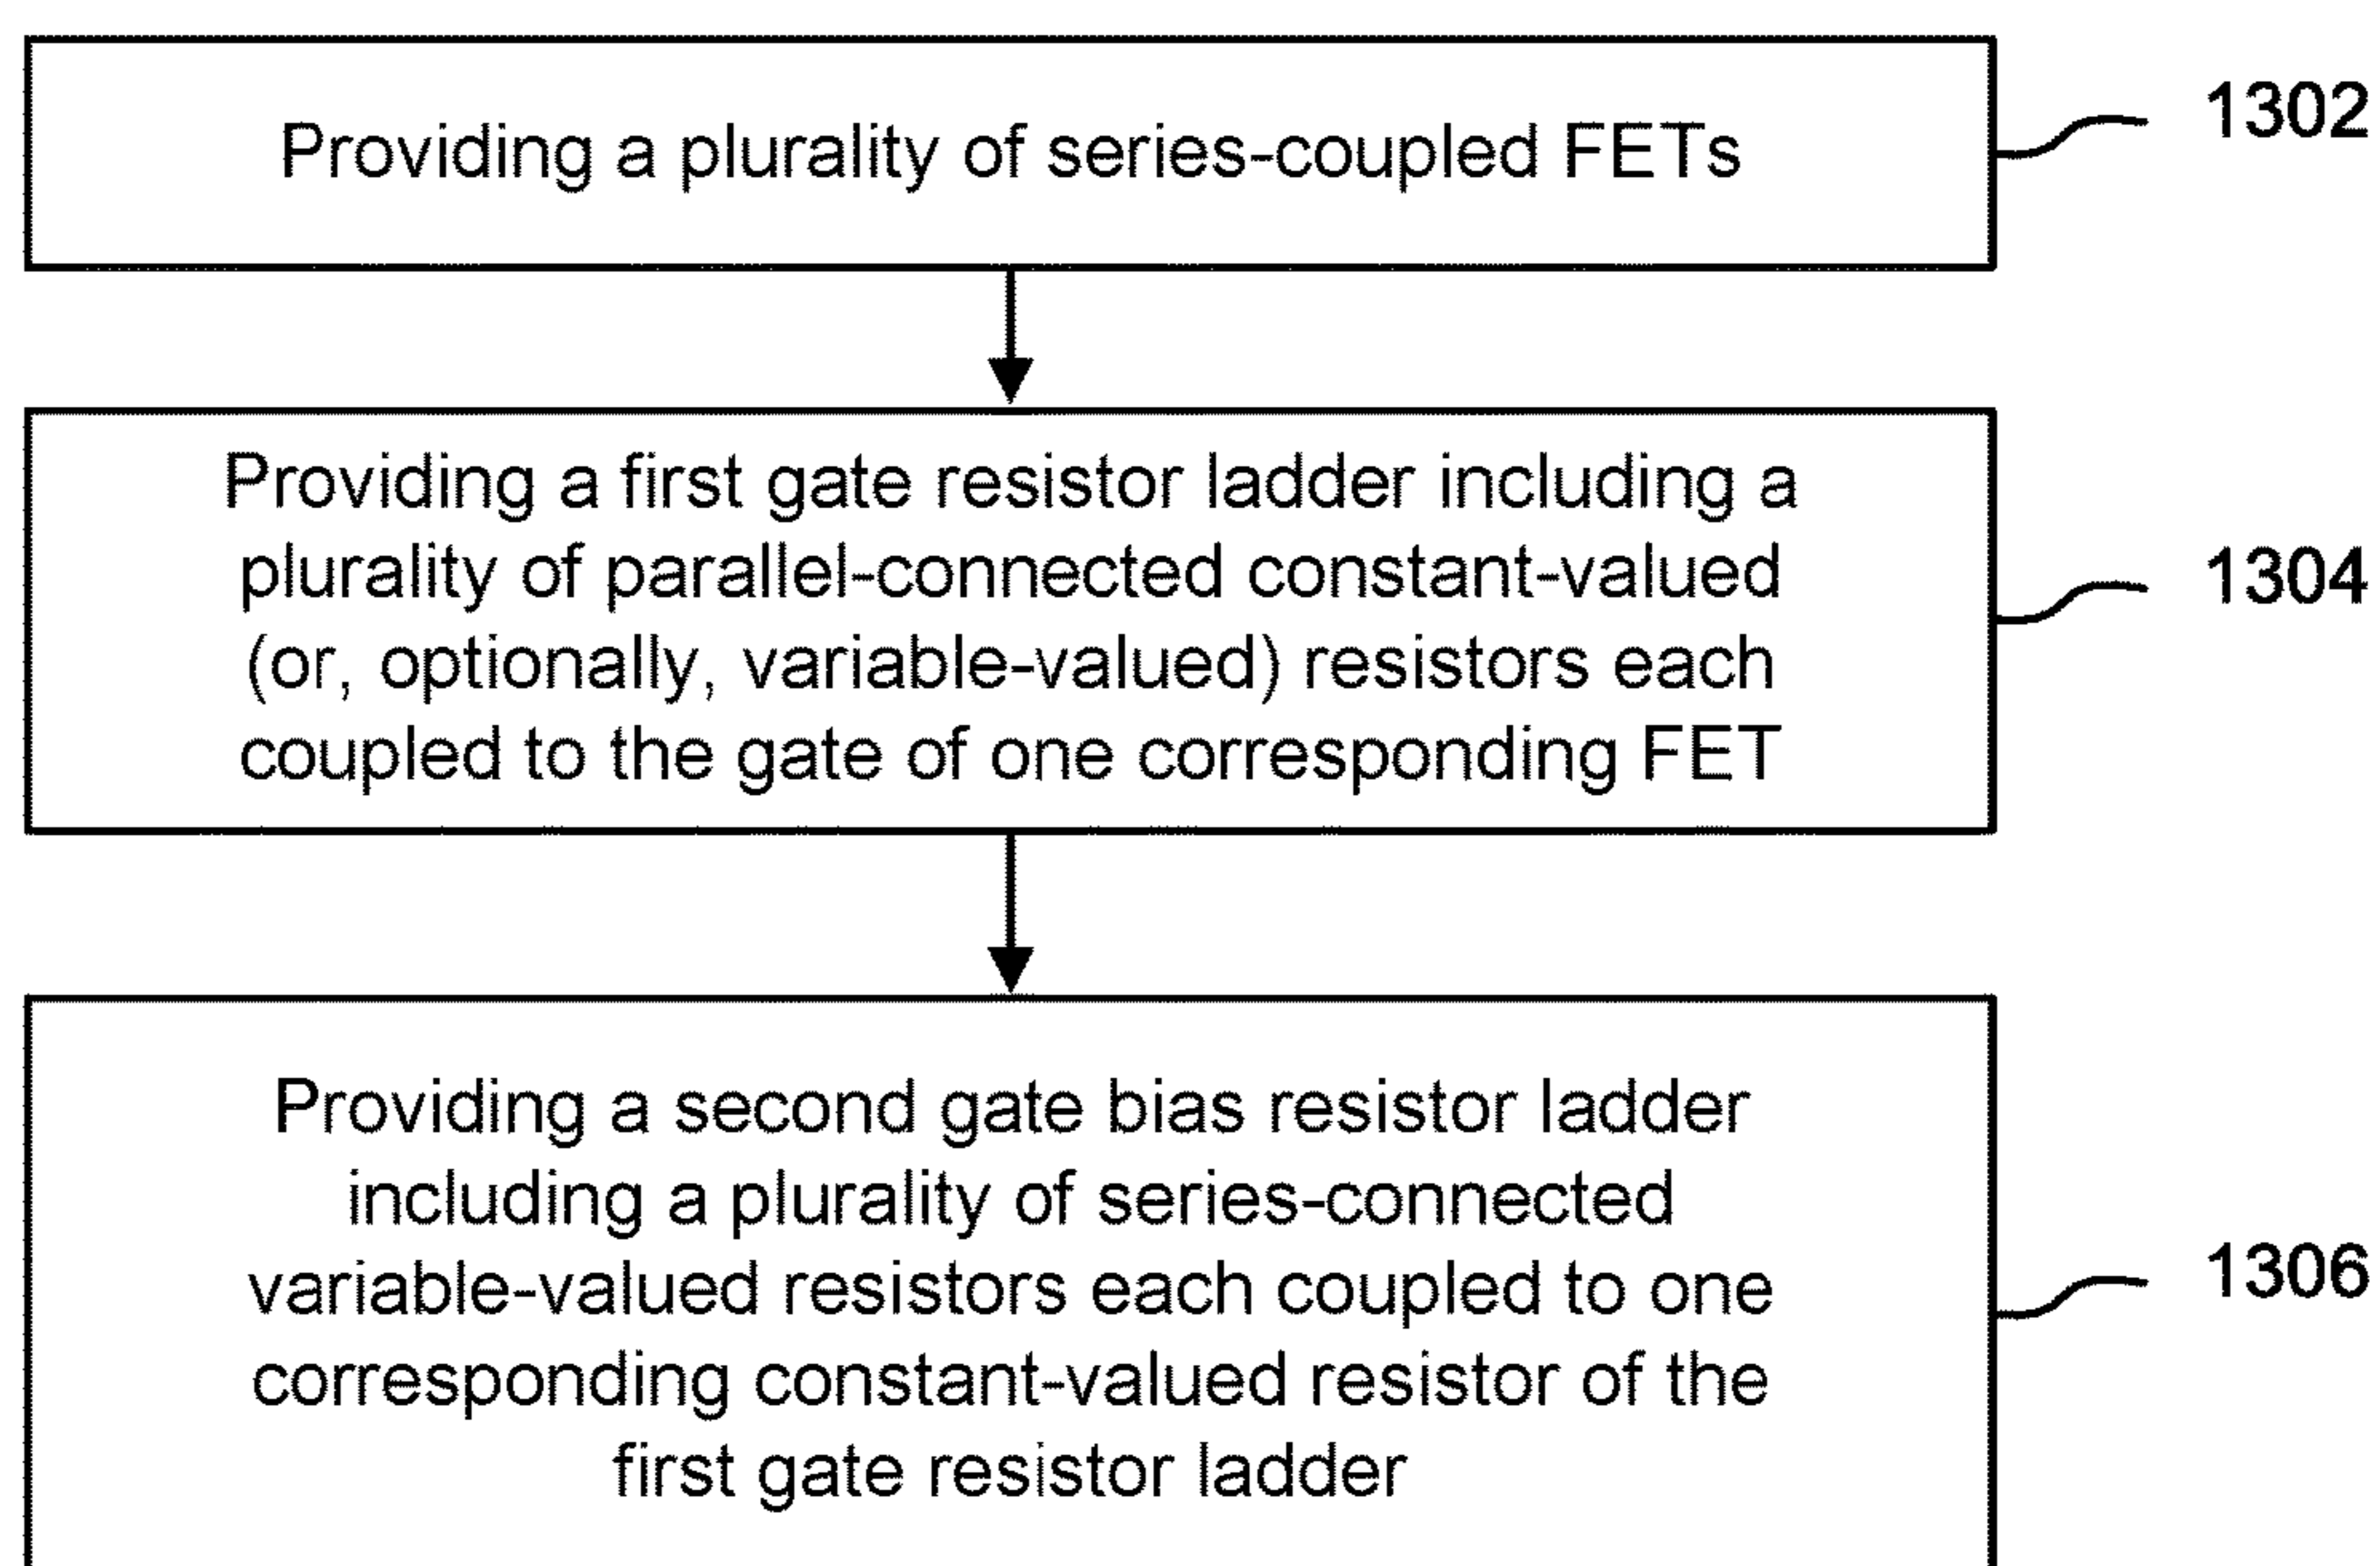 Providing a plurality of series-coupled FETs
1302
Providing a first gate resistor ladder including a
plurality of parallel-connected constant-valued
(or, optionally, variable-valued) resistors each
coupled to the gate of one corresponding FET
1304
Providing a second gate bias resistor ladder
including a plurality of series-connected
variable-valued resistors each coupled to one
corresponding constant-valued resistor of the
first gate resistor ladder
1306